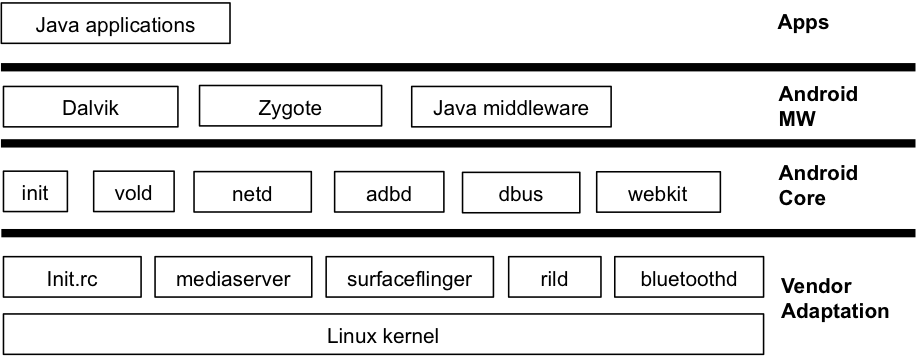 Java applications
Apps
Dalvik
Zygote
Java middleware
Android
MW
init
vold
netd
adbd
dbus
webkit
Android
Core
Init.rc
mediaserver
surfaceflinger
rild
bluetoothd
Vendor
Adaptation
Linux kernel